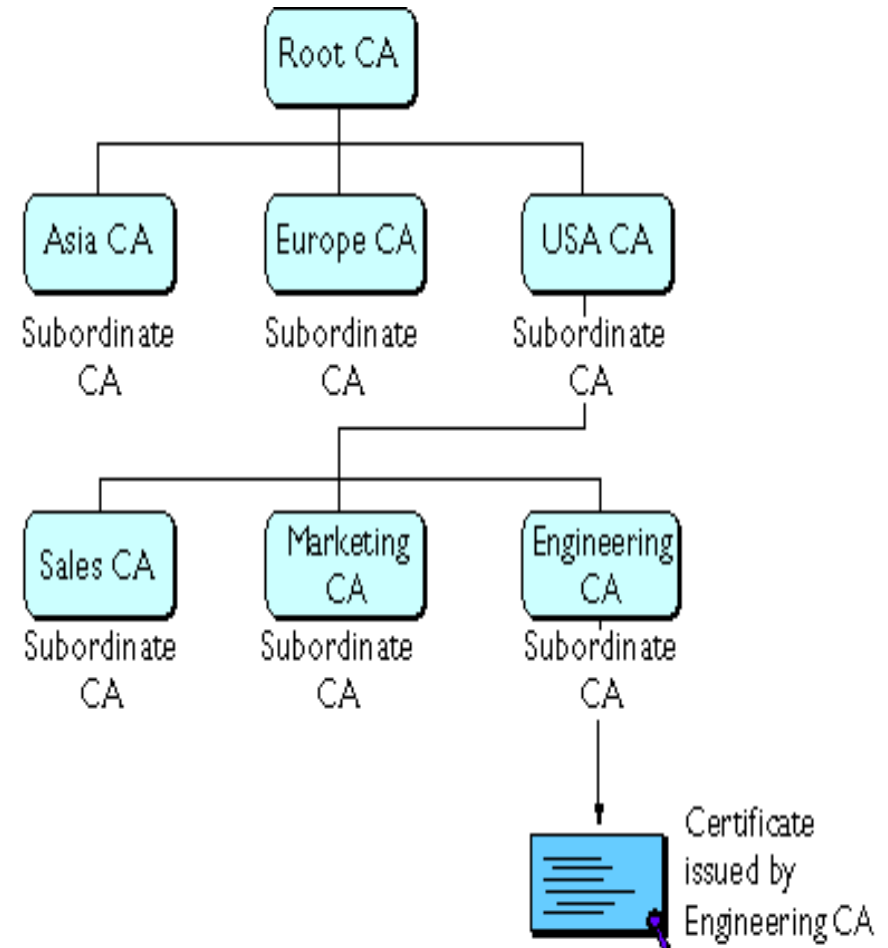 Root CA
Asia CA
Europe CA
USA CA
Subordinate
CA
Subordinate
CA
Subordinate
CA
Sales CA
Marketing
CA
Engineering
CA
Subordinate
CA
Subordinate
CA
Subordinate
CA
Certificate
issued by
Engineering CA